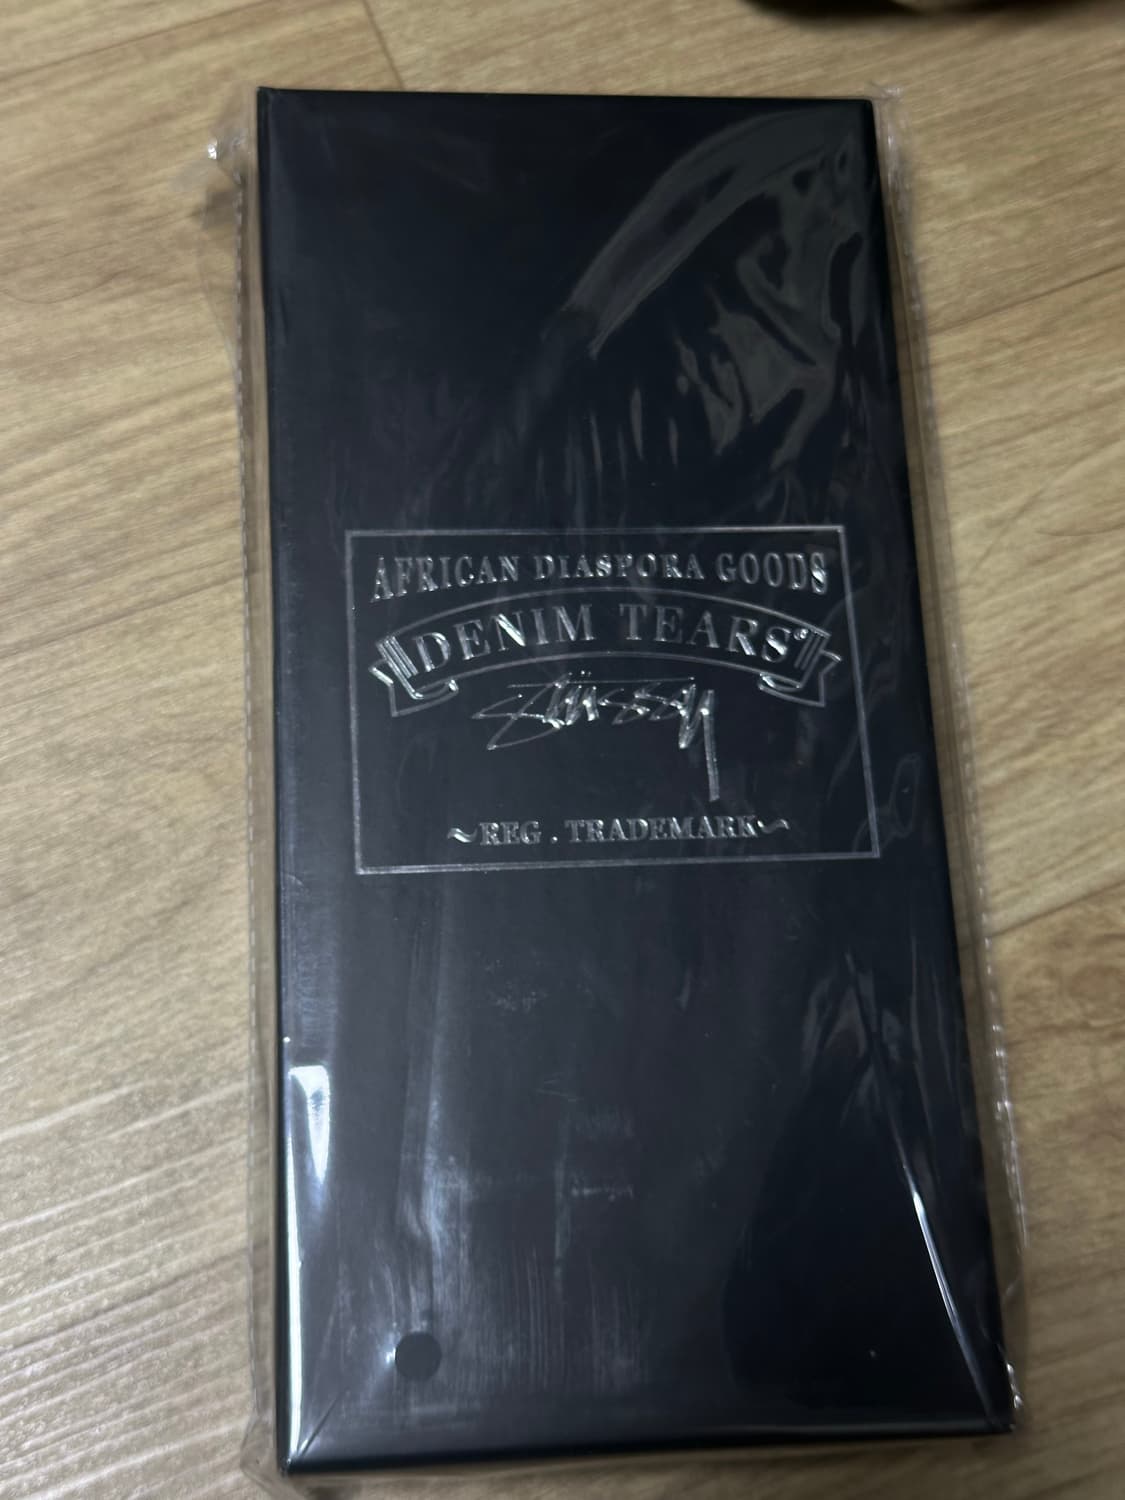 AFRICAN DIASPORA GOODS
DENIM TEARS®
Stüssy
~REG . TRADEMARK~